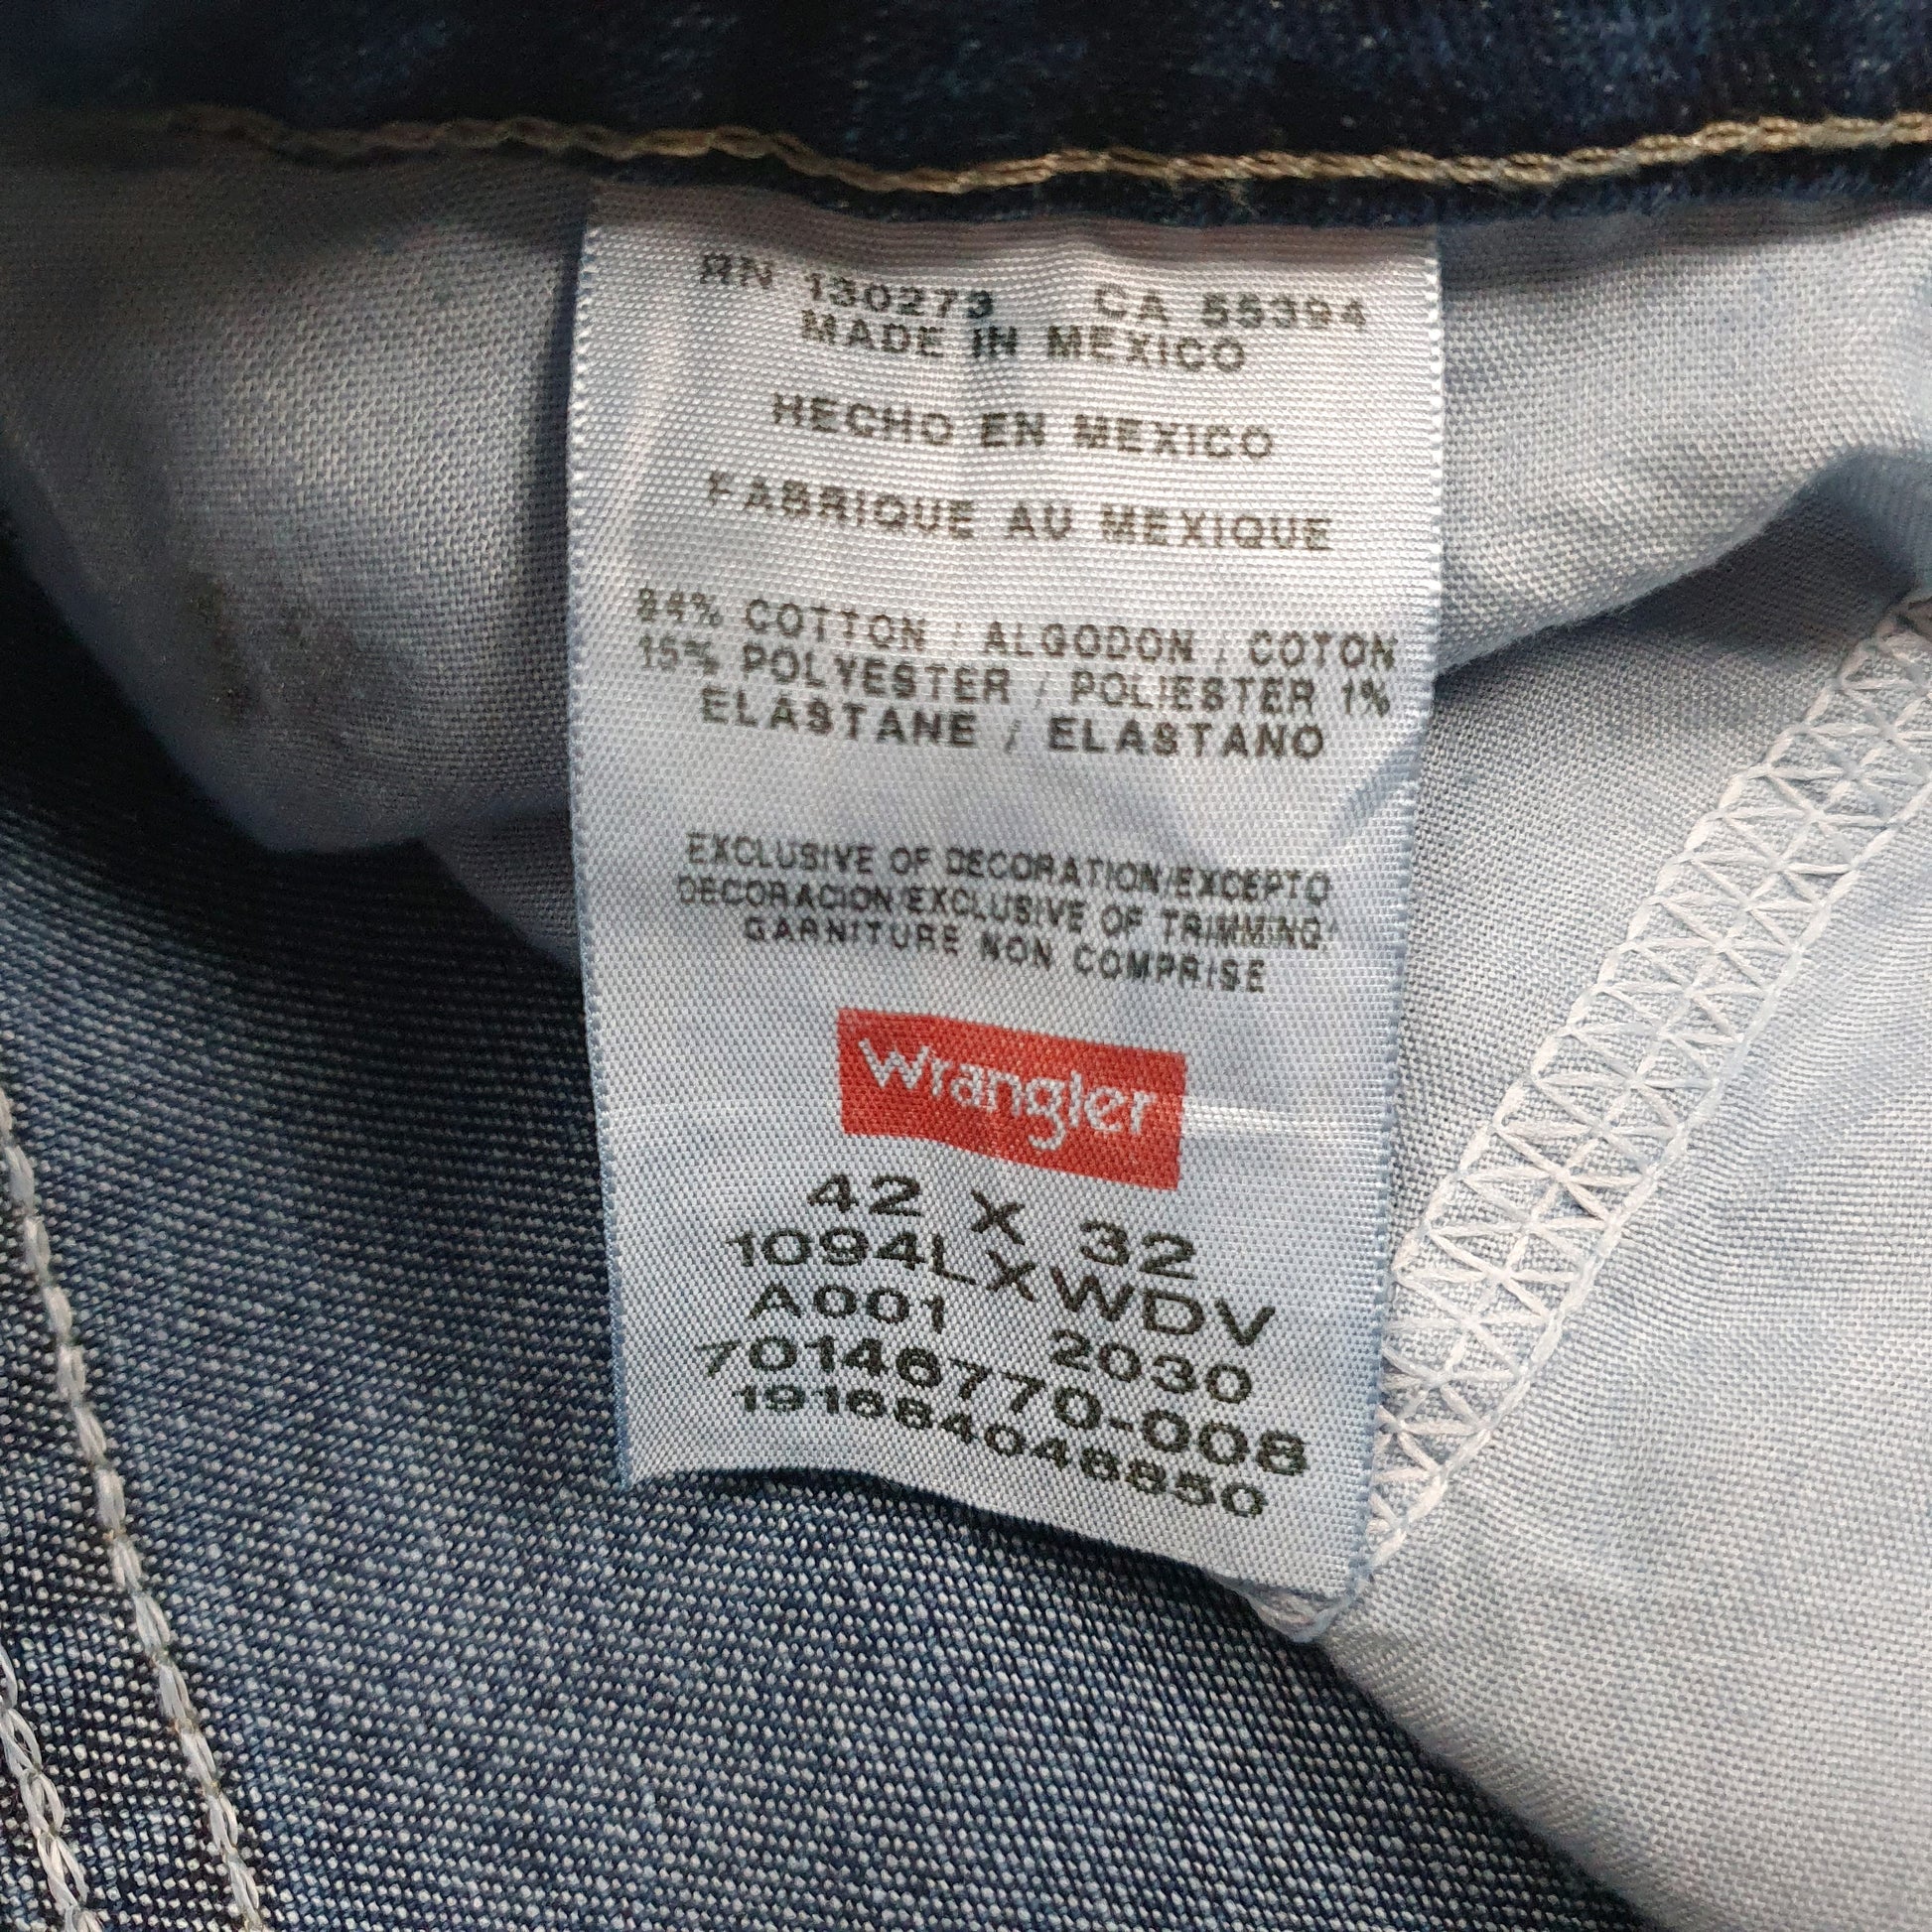 RN 130273 CA 55394
MADE IN MEXICO
HECHO EN MEXICO
FABRIQUE AU MEXIQUE
84% COTTON / ALGODON / COTON
15% POLYESTER / POLIESTER 1%
ELASTANE / ELASTANO
EXCLUSIVE OF DECORATION/EXCEPTO
DECORACION/EXCLUSIVE OF TRIMMING/
GARNITURE NON COMPRISE
Wrangler
42 X 32
1094LXWDV
A001 2030
70146770-008
191664048850